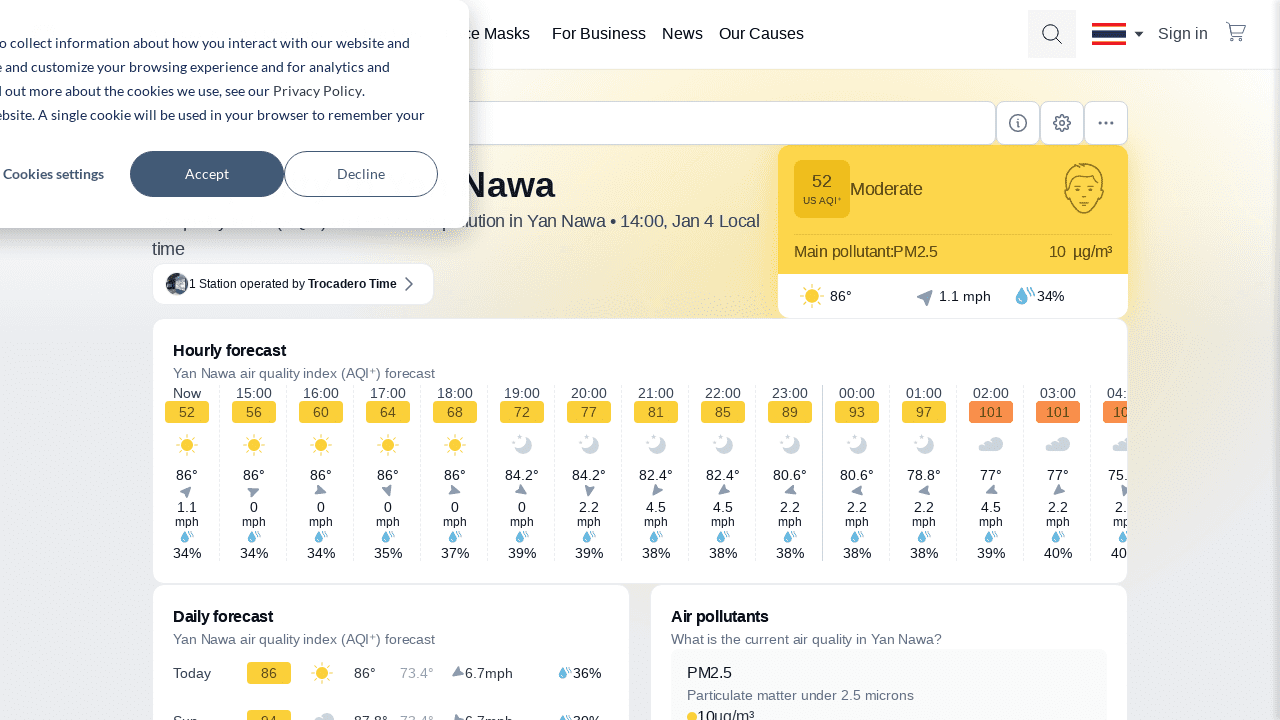 ce Masks
For Business
News
Our Causes
Sign in
o collect information about how you interact with our website and
e and customize your browsing experience and for analytics and
d out more about the cookies we use, see our Privacy Policy.
ebsite. A single cookie will be used in your browser to remember your
Cookies settings
Accept
Decline
Nawa
ution in Yan Nawa • 14:00, Jan 4 Local
time
1 Station operated by Trocadero Time
52
US AQI⁺
Moderate
Main pollutant:PM2.5
10 µg/m³
86°
1.1 mph
34%
Hourly forecast
Yan Nawa air quality index (AQI⁺) forecast
Now 15:00 16:00 17:00 18:00 19:00 20:00 21:00 22:00 23:00 00:00 01:00 02:00 03:00 04:
52 56 60 64 68 72 77 81 85 89 93 97 101 101 10
86° 86° 86° 86° 86° 84.2° 84.2° 82.4° 82.4° 80.6° 80.6° 78.8° 77° 77° 75.
1.1 0 0 0 0 0 2.2 4.5 4.5 2.2 2.2 2.2 4.5 2.2 2.
mph mph mph mph mph mph mph mph mph mph mph mph mph mph mp
34% 34% 34% 35% 37% 39% 39% 38% 38% 38% 38% 38% 39% 40% 40
Daily forecast
Yan Nawa air quality index (AQI⁺) forecast
Today 86 86° 73.4° 6.7mph 36%
Sun 94 87.8° 73.4° 6.7mph 30%
Air pollutants
What is the current air quality in Yan Nawa?
PM2.5
Particulate matter under 2.5 microns
10µg/m³